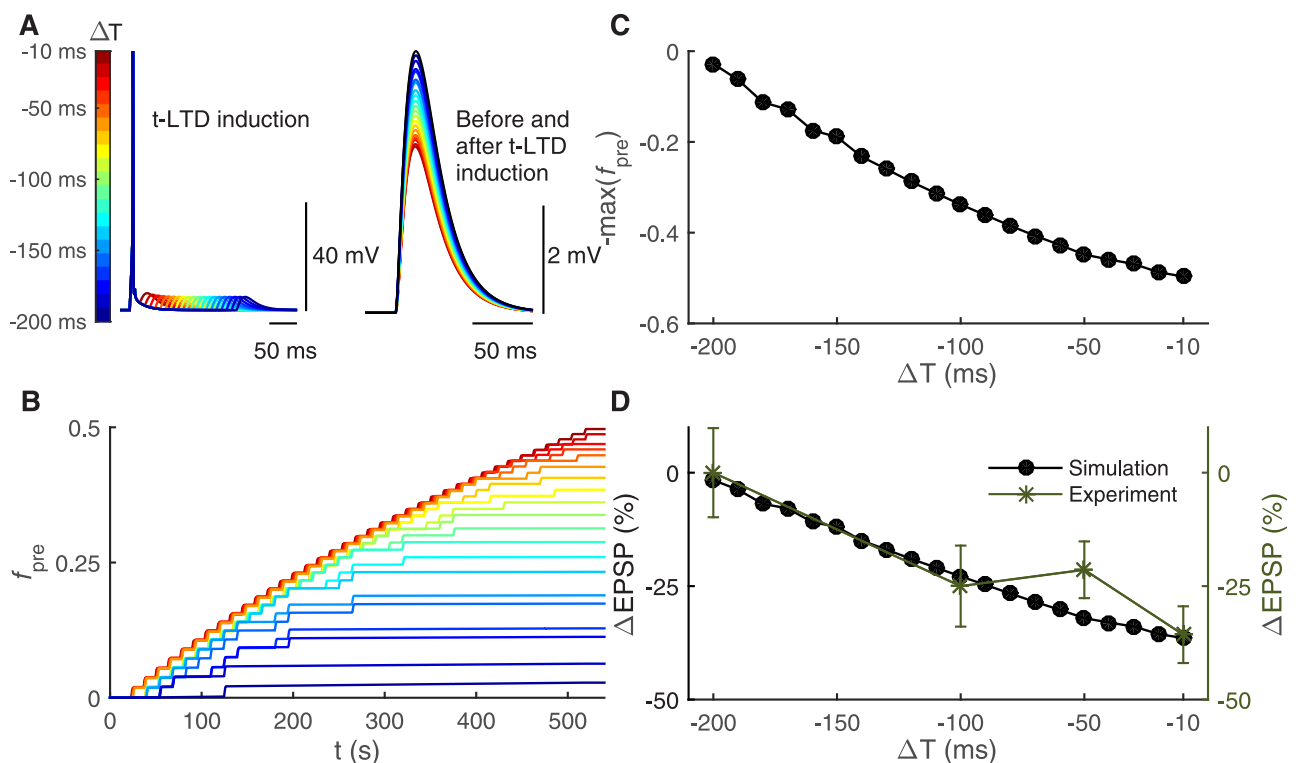 A
ΔT
-10 ms
-50 ms
-100 ms
-150 ms
-200 ms
t-LTD induction
40 mV
50 ms
Before and
after t-LTD
induction
2 mV
50 ms
B
0.5
0.25
0
f_pre
0 100 200 300 400 500
t (s)
C
0
-0.2
-0.4
-0.6
-max(f_pre)
-200 -150 -100 -50 -10
ΔT (ms)
D
0
-25
-50
ΔEPSP (%)
Simulation
Experiment
0
-25
-50
ΔEPSP (%)
-200 -150 -100 -50 -10
ΔT (ms)